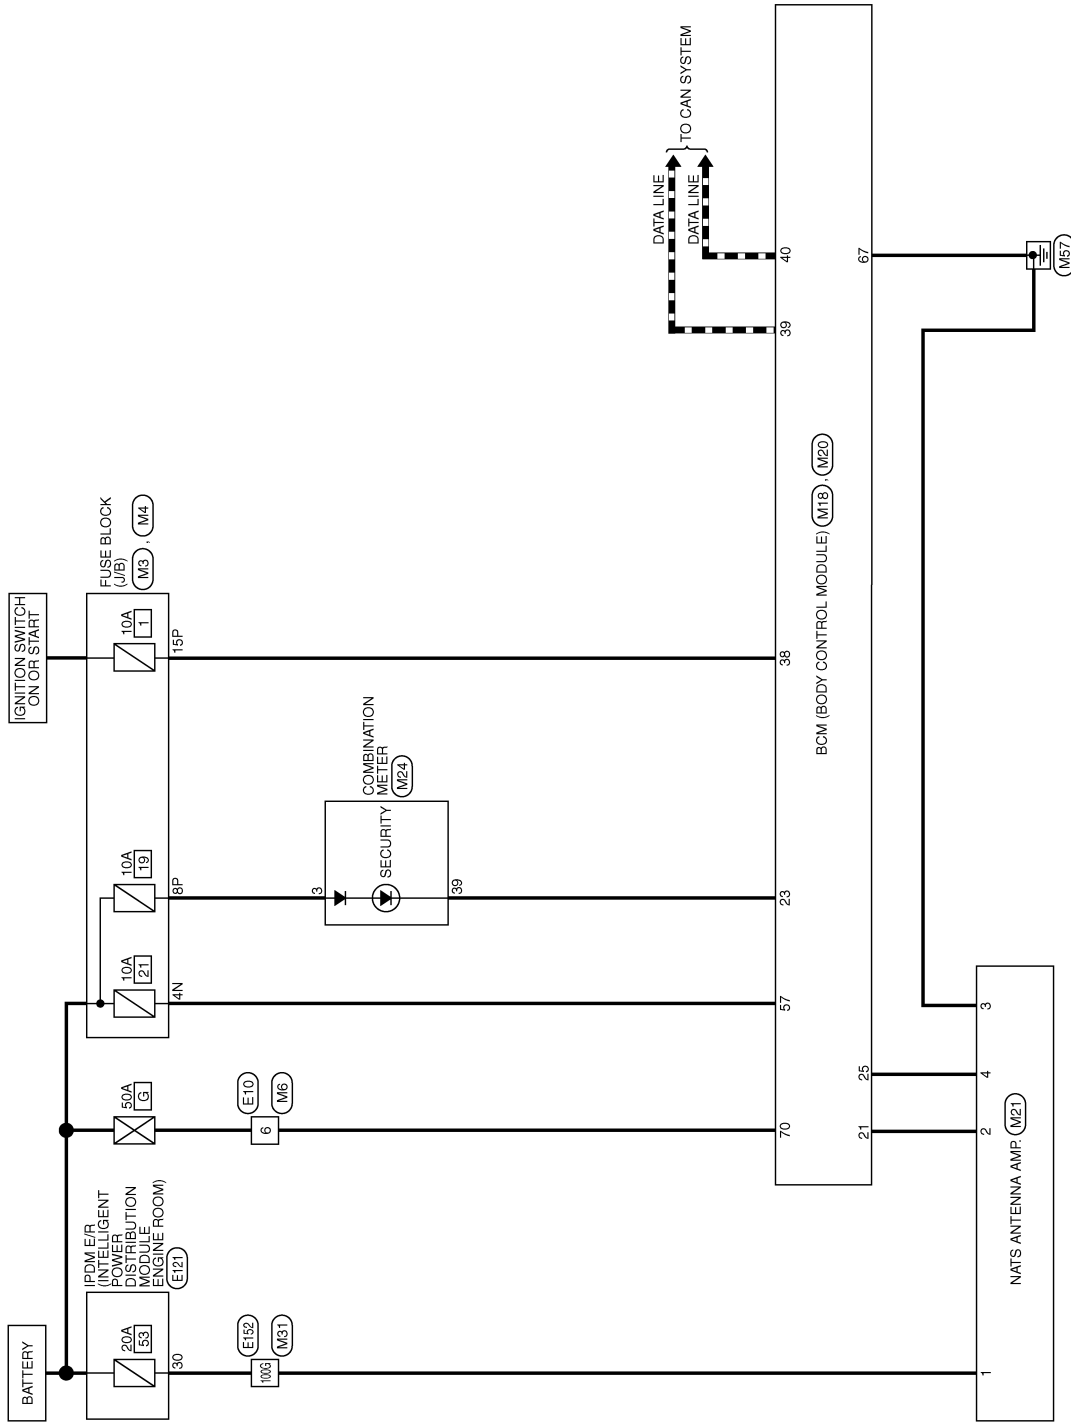 BATTERY
IPDM E/R
(INTELLIGENT
POWER
DISTRIBUTION
MODULE
ENGINE ROOM)
E121
20A
53
30
E152
100G
M31
50A
G
E10
6
M6
IGNITION SWITCH
ON OR START
FUSE BLOCK
(J/B)
M3 , M4
10A
21
4N
10A
19
8P
10A
1
15P
COMBINATION
METER
M24
3
SECURITY
39
DATA LINE
DATA LINE
TO CAN SYSTEM
70
57
23
38
39
40
BCM (BODY CONTROL MODULE) M18 , M20
21
25
67
1
2
4
3
NATS ANTENNA AMP. M21
M57